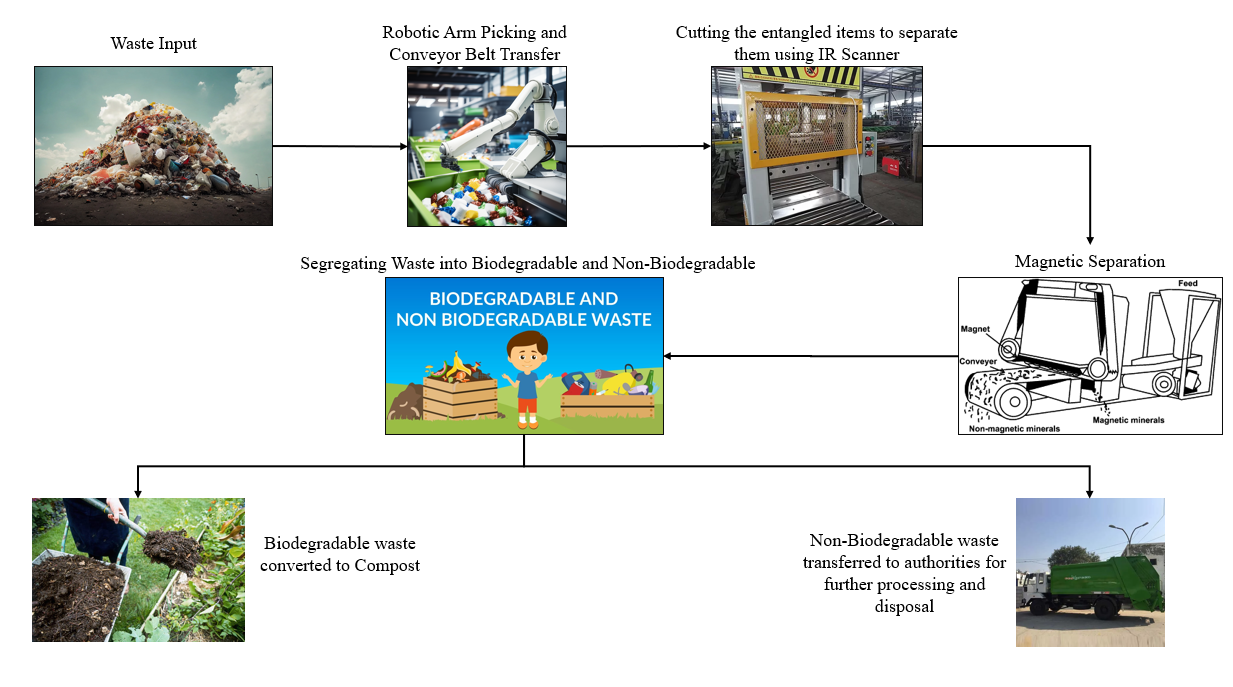 Waste Input
Robotic Arm Picking and
Conveyor Belt Transfer
Cutting the entangled items to separate
them using IR Scanner
Segregating Waste into Biodegradable and Non-Biodegradable
BIODEGRADABLE AND
NON BIODEGRADABLE WASTE
Magnetic Separation
Feed
Magnet
Conveyer
Magnetic minerals
Non-magnetic minerals
Biodegradable waste
converted to Compost
Non-Biodegradable waste
transferred to authorities for
further processing and
disposal